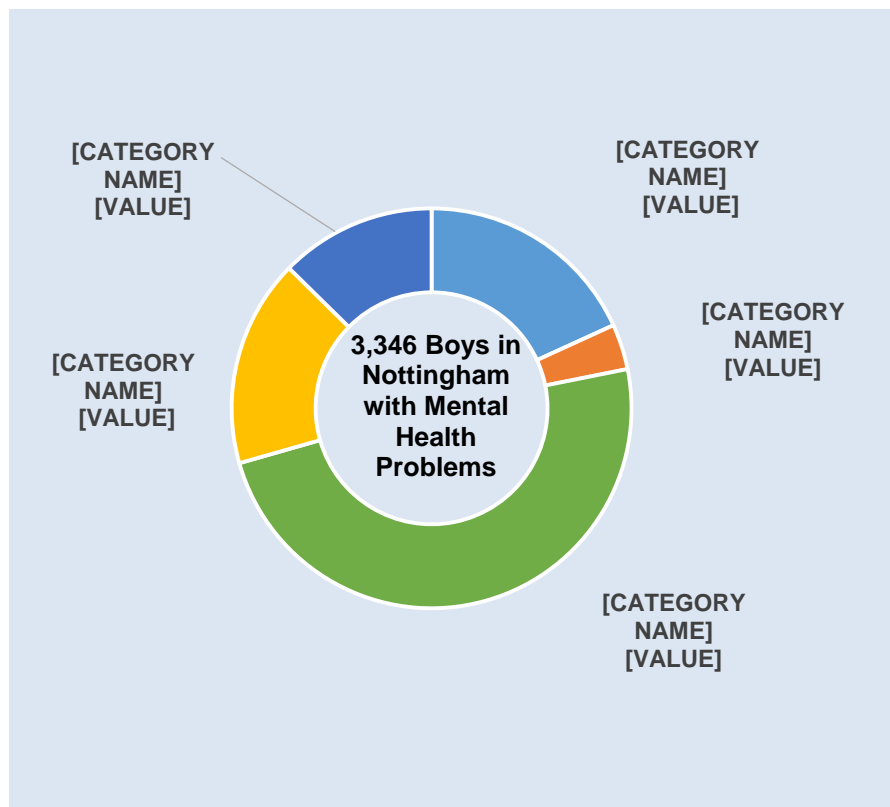 [CATEGORY
NAME]
[VALUE]
[CATEGORY
NAME]
[VALUE]
[CATEGORY
NAME]
[VALUE]
[CATEGORY
NAME]
[VALUE]
3,346 Boys in
Nottingham
with Mental
Health
Problems
[CATEGORY
NAME]
[VALUE]